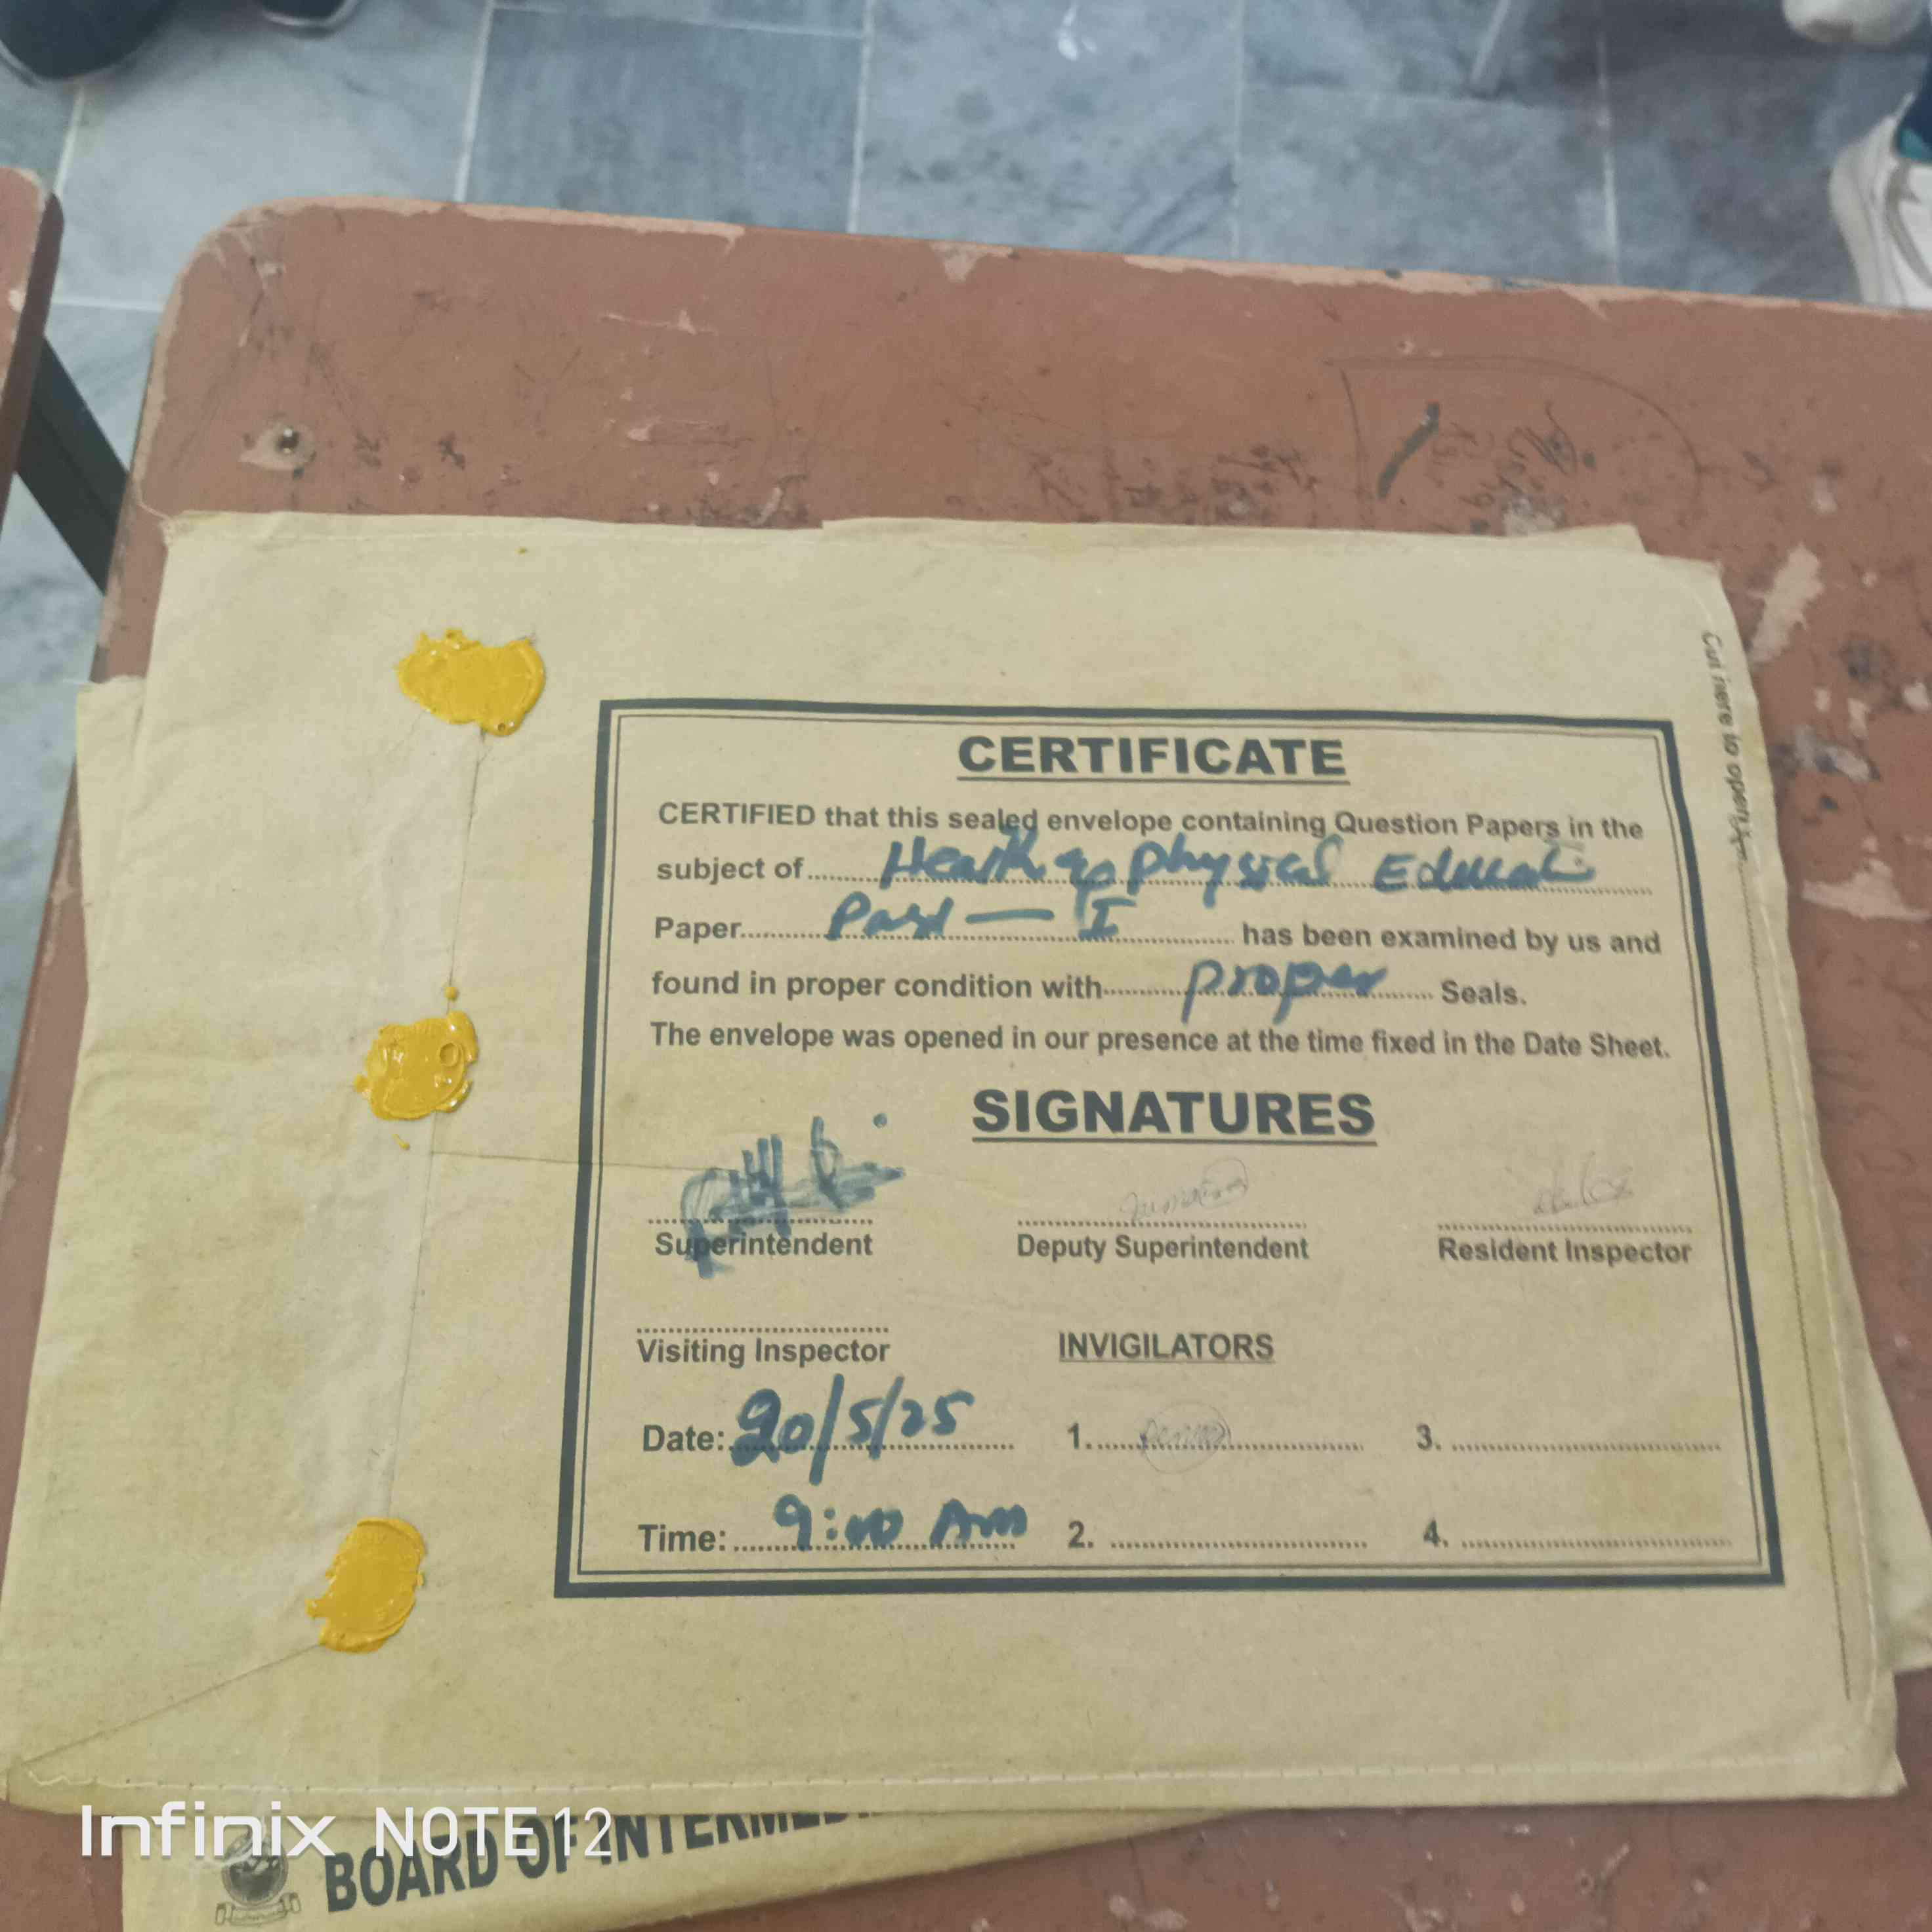 CERTIFICATE
CERTIFIED that this sealed envelope containing Question Papers in the
subject of Health & Physical Educati
Paper Part — I has been examined by us and
found in proper condition with proper Seals.
The envelope was opened in our presence at the time fixed in the Date Sheet.
SIGNATURES
Superintendent Deputy Superintendent Resident Inspector
Visiting Inspector INVIGILATORS
Date: 20/5/25 1. 3.
Time: 9:00 Am 2. 4.
Cut here to open
BOARD OF
Infinix NOTE 12